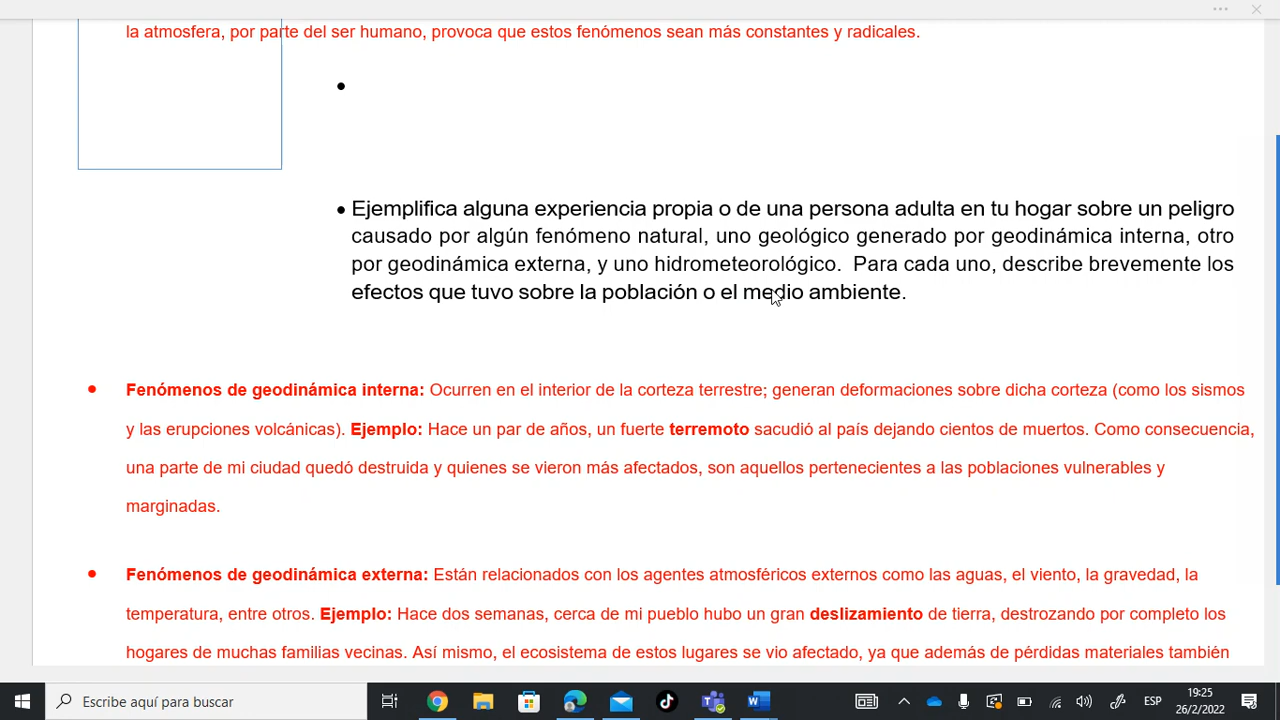 la atmosfera, por parte del ser humano, provoca que estos fenómenos sean más constantes y radicales.
• Ejemplifica alguna experiencia propia o de una persona adulta en tu hogar sobre un peligro
causado por algún fenómeno natural, uno geológico generado por geodinámica interna, otro
por geodinámica externa, y uno hidrometeorológico. Para cada uno, describe brevemente los
efectos que tuvo sobre la población o el medio ambiente.
• Fenómenos de geodinámica interna: Ocurren en el interior de la corteza terrestre; generan deformaciones sobre dicha corteza (como los sismos
y las erupciones volcánicas). Ejemplo: Hace un par de años, un fuerte terremoto sacudió al país dejando cientos de muertos. Como consecuencia,
una parte de mi ciudad quedó destruida y quienes se vieron más afectados, son aquellos pertenecientes a las poblaciones vulnerables y
marginadas.
• Fenómenos de geodinámica externa: Están relacionados con los agentes atmosféricos externos como las aguas, el viento, la gravedad, la
temperatura, entre otros. Ejemplo: Hace dos semanas, cerca de mi pueblo hubo un gran deslizamiento de tierra, destrozando por completo los
hogares de muchas familias vecinas. Así mismo, el ecosistema de estos lugares se vio afectado, ya que además de pérdidas materiales también
Escribe aquí para buscar
ESP
19:25
26/2/2022